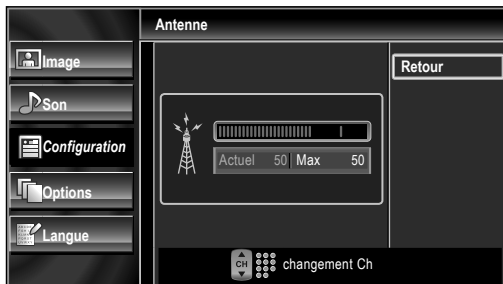 Antenne
Image
Son
Configuration
Options
Langue
Retour
Actuel 50 Max 50
CH changement Ch